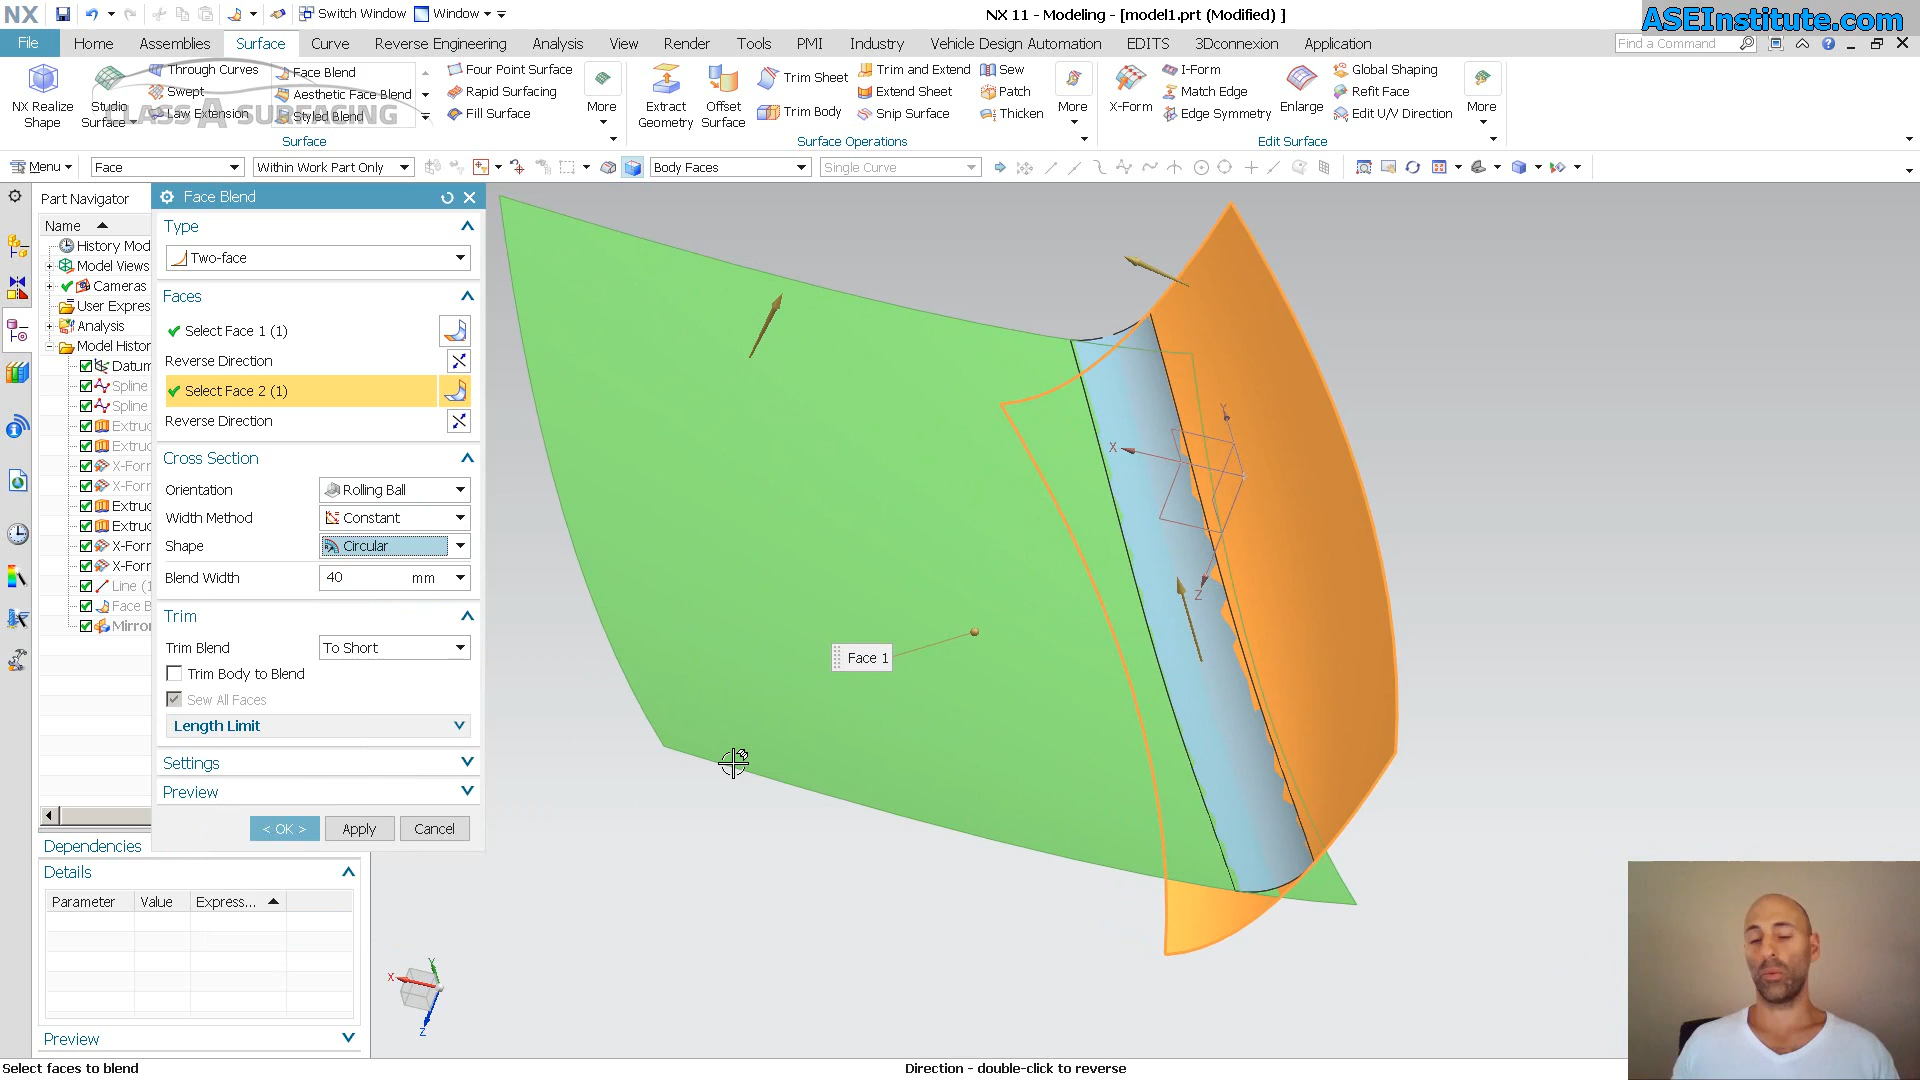 NX
Switch Window
Window
NX 11 - Modeling - [model1.prt (Modified) ]
ASEInstitute.com
File
Home
Assemblies
Surface
Curve
Reverse Engineering
Analysis
View
Render
Tools
PMI
Industry
Vehicle Design Automation
EDITS
3Dconnexion
Application
Find a Command
NX Realize Shape
Studio Surface
Through Curves
Swept
Law Extension
Face Blend
Aesthetic Face Blend
Styled Blend
CLASS A SURFACING
Four Point Surface
Rapid Surfacing
Fill Surface
More
Surface
Extract Geometry
Offset Surface
Trim Sheet
Trim Body
Trim and Extend
Extend Sheet
Snip Surface
Sew
Patch
Thicken
More
Surface Operations
X-Form
I-Form
Match Edge
Edge Symmetry
Enlarge
Global Shaping
Refit Face
Edit U/V Direction
More
Edit Surface
Menu
Face
Within Work Part Only
Body Faces
Single Curve
Part Navigator
Name
History Mod
Model Views
Cameras
User Expres
Analysis
Model Histor
Datum
Spline
Spline
Extruc
Extruc
X-Forr
X-Forr
Extruc
Extruc
X-Forr
X-Forr
Line (1
Face B
Mirror
Face Blend
Type
Two-face
Faces
Select Face 1 (1)
Reverse Direction
Select Face 2 (1)
Reverse Direction
Cross Section
Orientation
Rolling Ball
Width Method
Constant
Shape
Circular
Blend Width
40 mm
Trim
Trim Blend
To Short
Trim Body to Blend
Sew All Faces
Length Limit
Settings
Preview
< OK >
Apply
Cancel
Dependencies
Details
Parameter
Value
Express...
Preview
Face 1
X
Y
Z
X
Y
Z
Select faces to blend
Direction - double-click to reverse